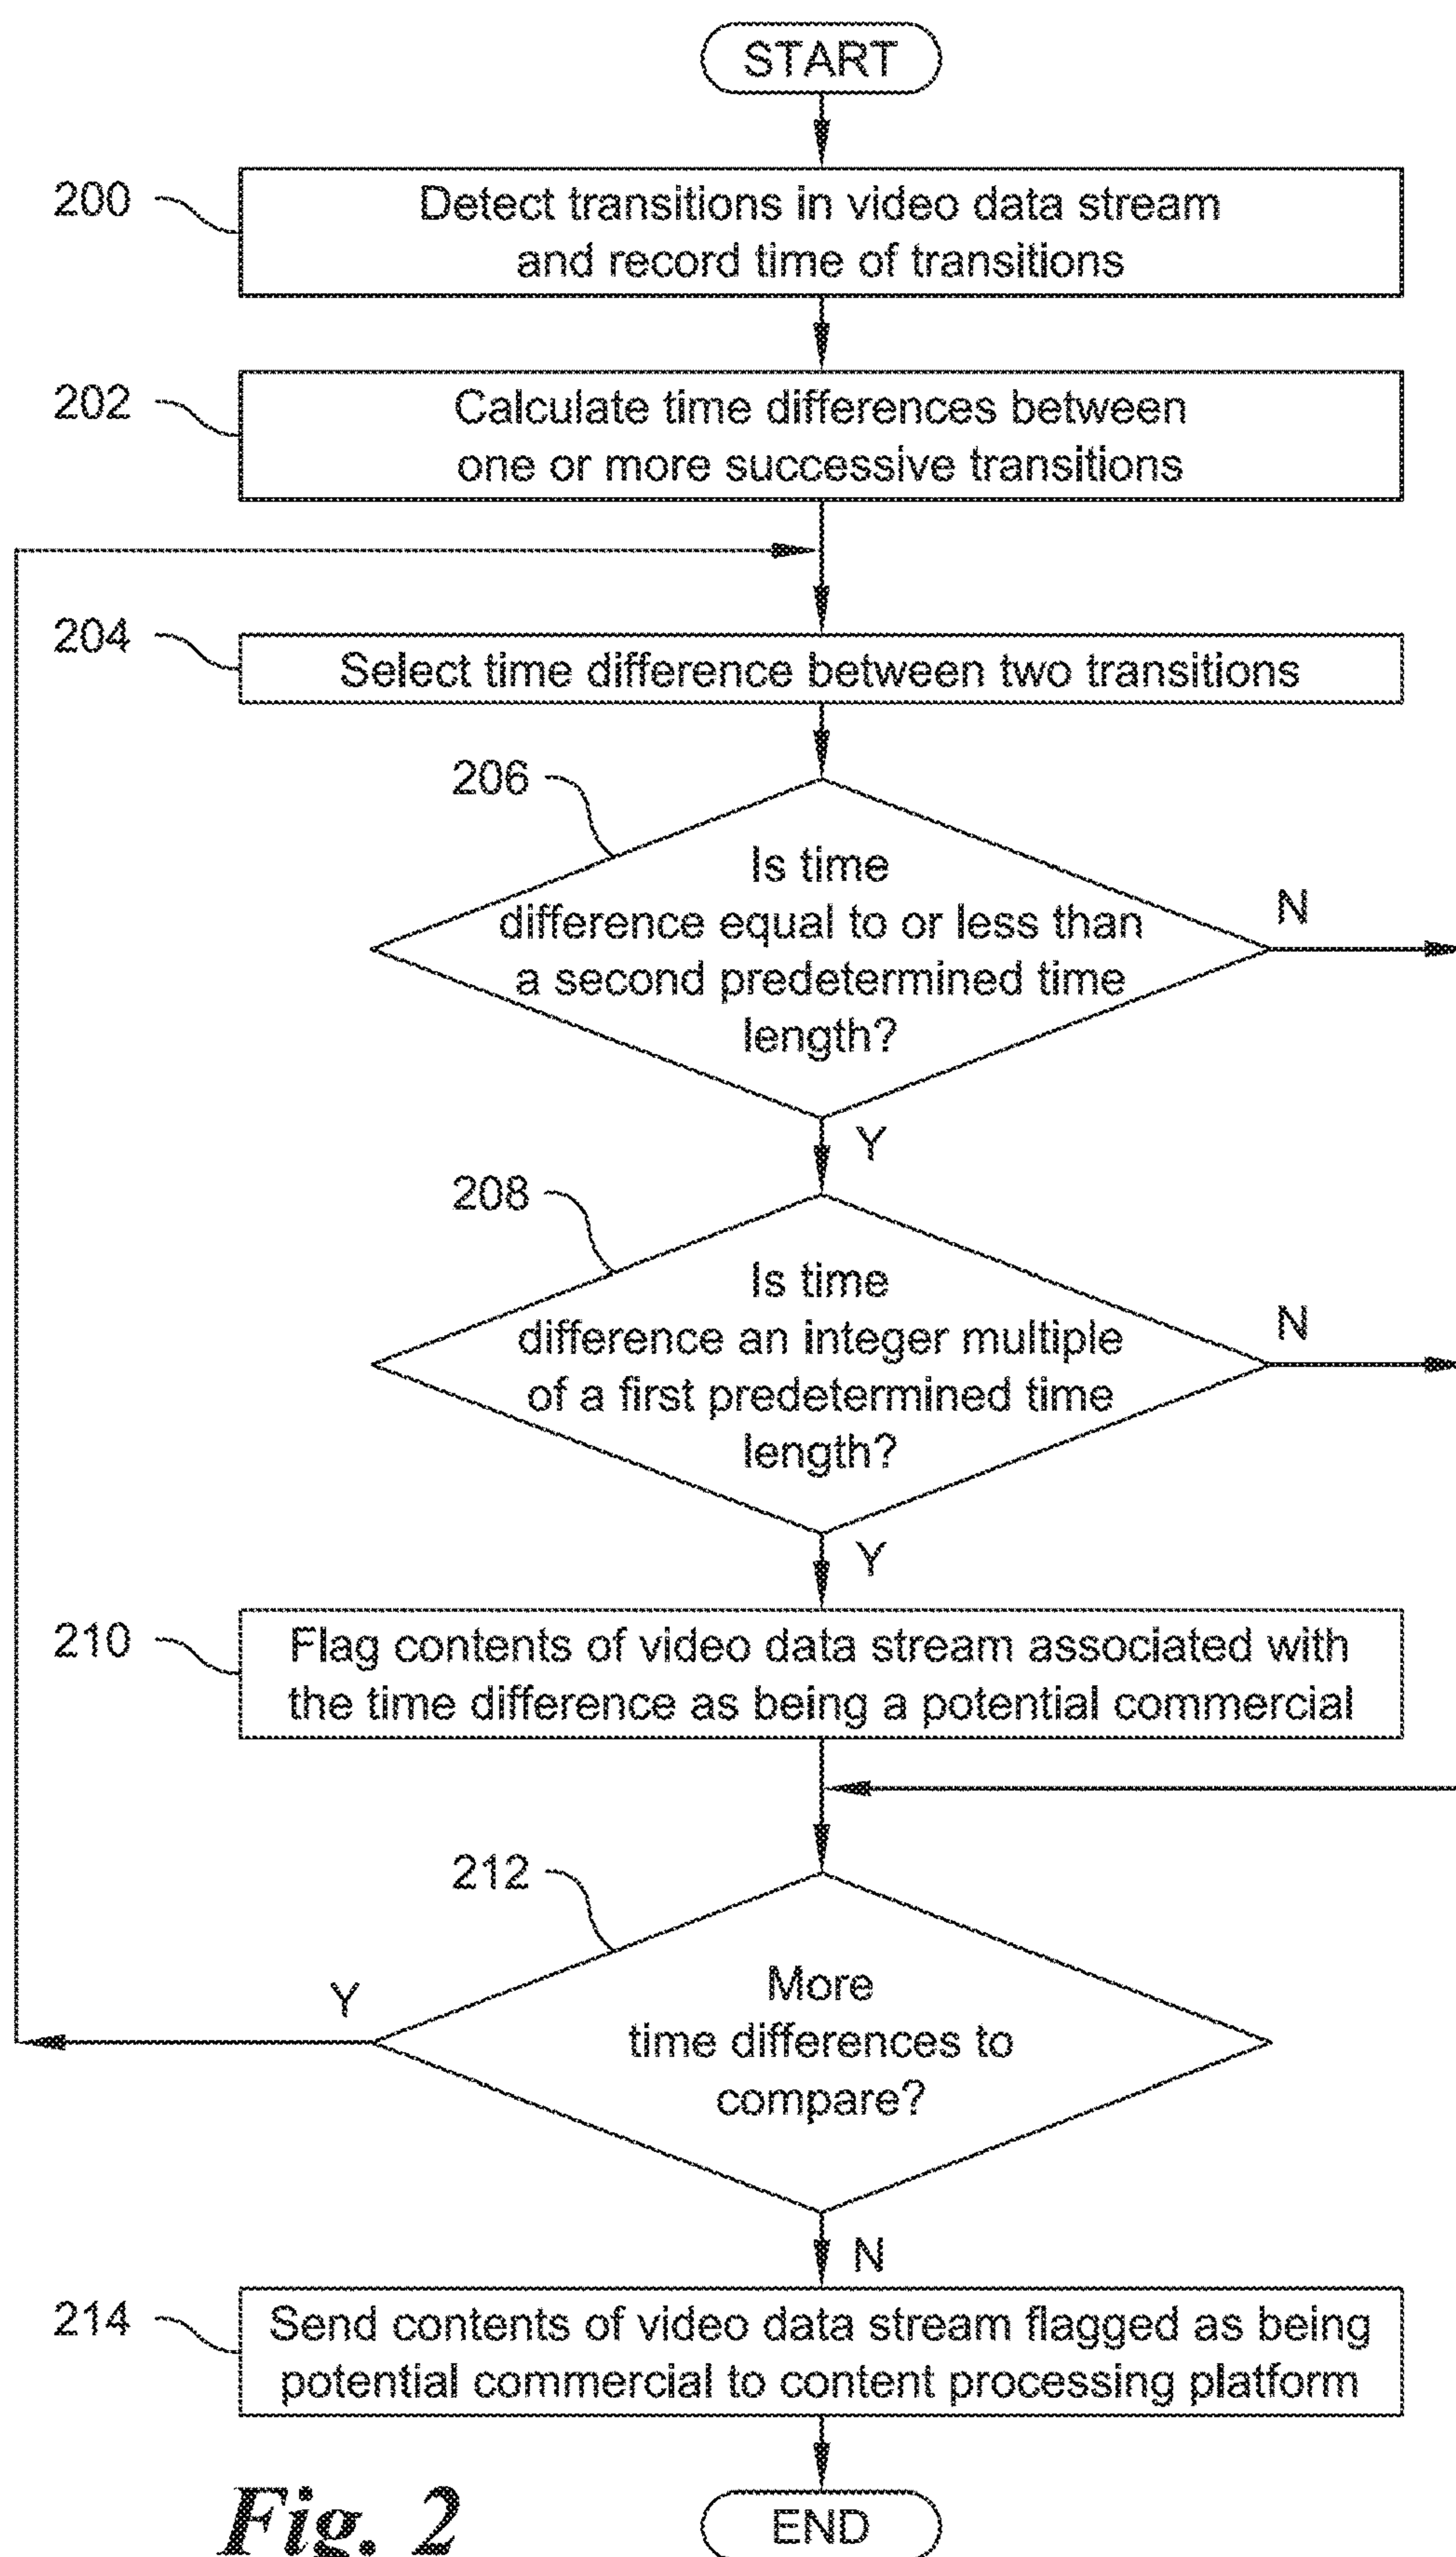 START
200
Detect transitions in video data stream
and record time of transitions
202
Calculate time differences between
one or more successive transitions
204
Select time difference between two transitions
206
Is time
difference equal to or less than
a second predetermined time
length?
N
Y
208
Is time
difference an integer multiple
of a first predetermined time
length?
N
Y
210
Flag contents of video data stream associated with
the time difference as being a potential commercial
212
More
time differences to
compare?
Y
N
214
Send contents of video data stream flagged as being
potential commercial to content processing platform
Fig. 2
END